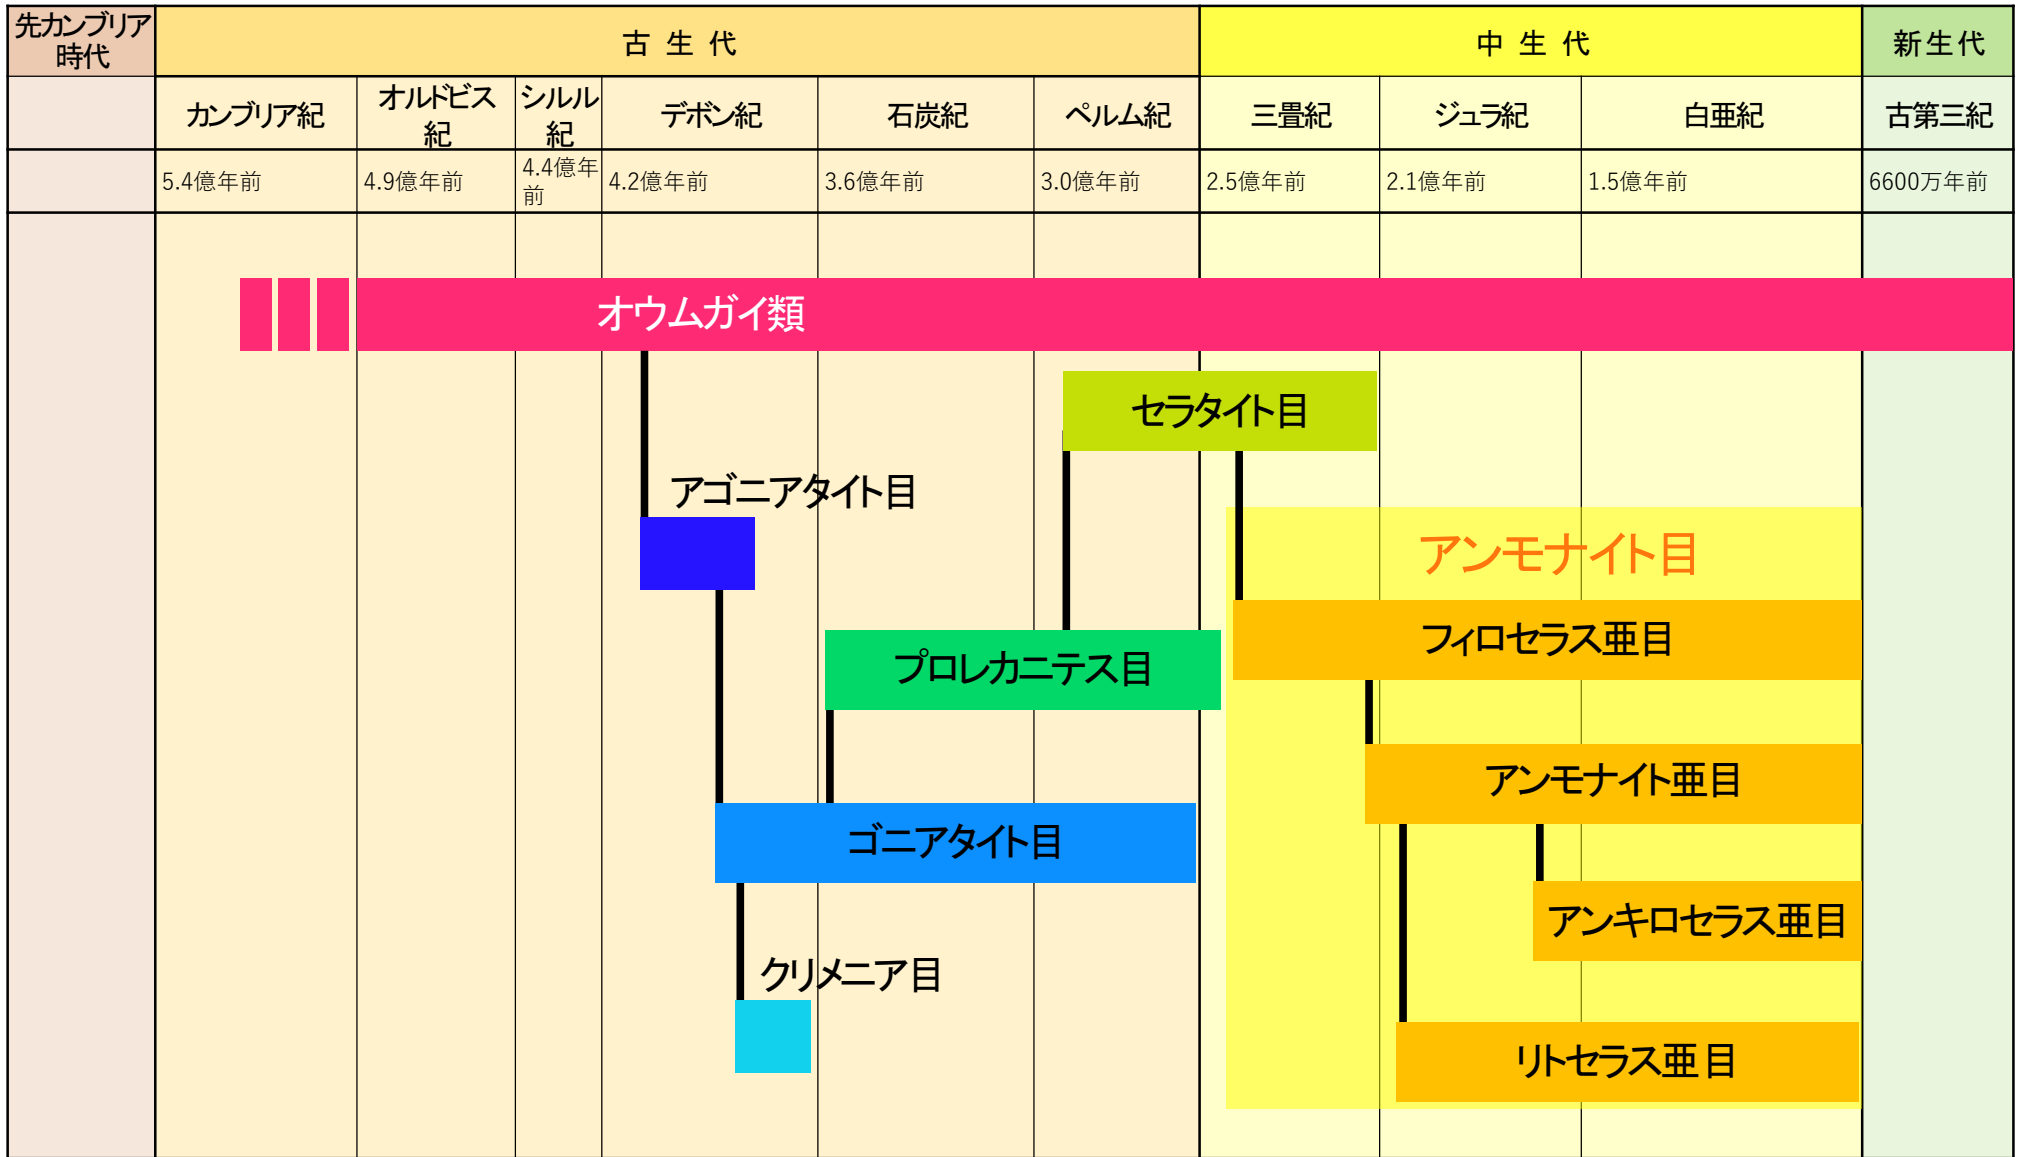 先カンブリア
時代
古生代
中生代
新生代
カンブリア紀
オルドビス
紀
シルル
紀
デボン紀
石炭紀
ペルム紀
三畳紀
ジュラ紀
白亜紀
古第三紀
5.4億年前
4.9億年前
4.4億年
前
4.2億年前
3.6億年前
3.0億年前
2.5億年前
2.1億年前
1.5億年前
6600万年前
オウムガイ類
セラタイト目
アゴニアタイト目
アンモナイト目
フィロセラス亜目
プロレカニテス目
アンモナイト亜目
ゴニアタイト目
アンキロセラス亜目
クリメニア目
リトセラス亜目